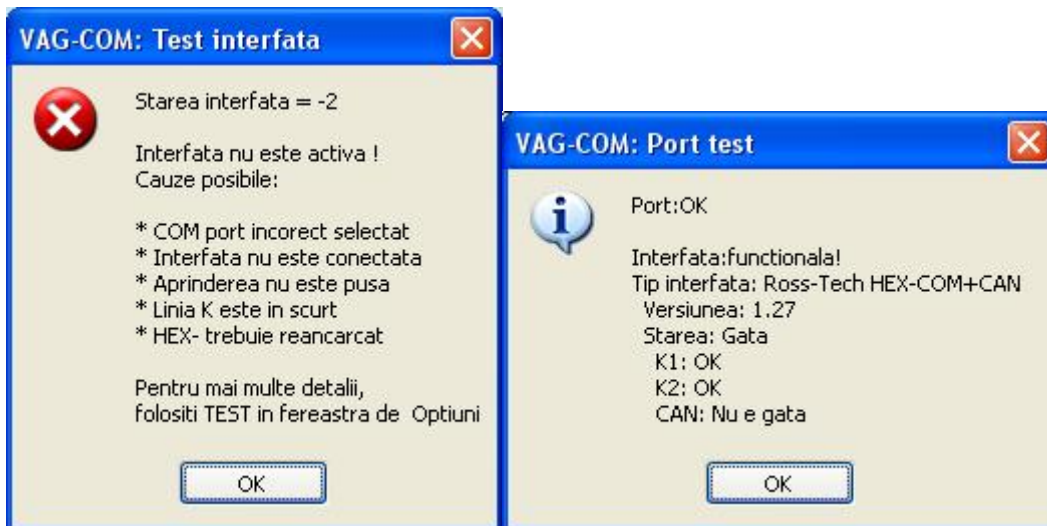 VAG-COM: Test interfata
Starea interfata = -2
Interfata nu este activa !
Cauze posibile:
* COM port incorect selectat
* Interfata nu este conectata
* Aprinderea nu este pusa
* Linia K este in scurt
* HEX- trebuie reancarcat
Pentru mai multe detalii,
folositi TEST in fereastra de Optiuni
OK
VAG-COM: Port test
Port:OK
Interfata:functionala!
Tip interfata: Ross-Tech HEX-COM+CAN
Versiunea: 1.27
Starea: Gata
K1: OK
K2: OK
CAN: Nu e gata
OK